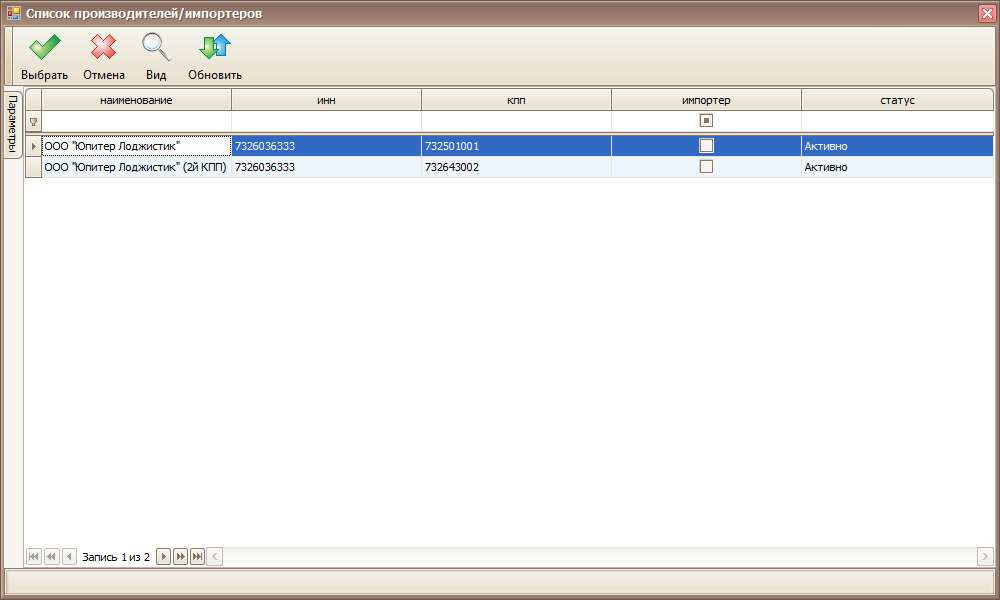 Список производителей/импортеров
Выбрать Отмена Вид Обновить
Параметры
наименование инн кпп импортер статус
ООО "Юпитер Лоджистик" 7326036333 732501001 Активно
ООО "Юпитер Лоджистик" (2й КПП) 7326036333 732643002 Активно
Запись 1 из 2